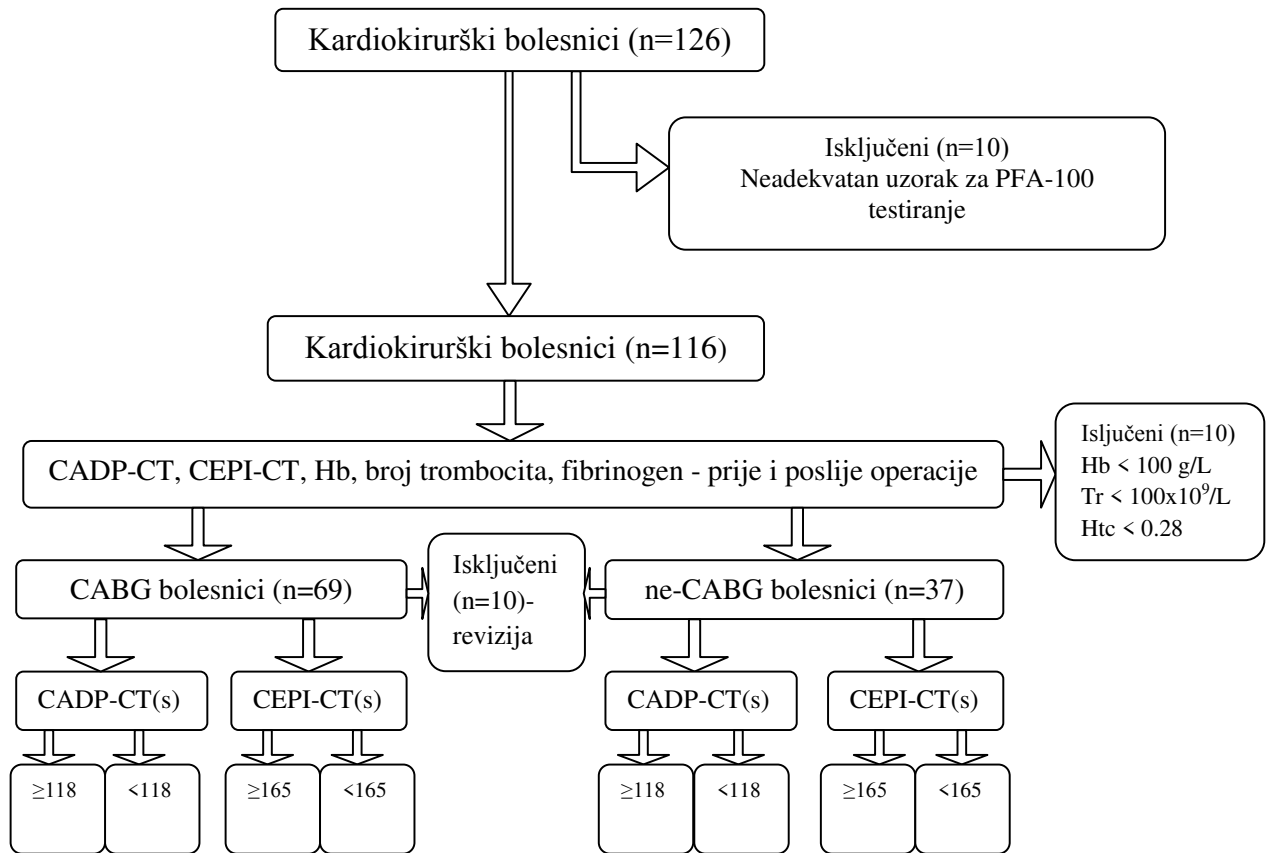 Kardiokirurški bolesnici (n=126)
Isključeni (n=10)
Neadekvatan uzorak za PFA-100
testiranje
Kardiokirurški bolesnici (n=116)
CADP-CT, CEPI-CT, Hb, broj trombocita, fibrinogen - prije i poslije operacije
Isljučeni (n=10)
Hb < 100 g/L
Tr < 100x10⁹/L
Htc < 0.28
CABG bolesnici (n=69)
Isključeni
(n=10)-
revizija
ne-CABG bolesnici (n=37)
CADP-CT(s)
CEPI-CT(s)
CADP-CT(s)
CEPI-CT(s)
≥118
<118
≥165
<165
≥118
<118
≥165
<165